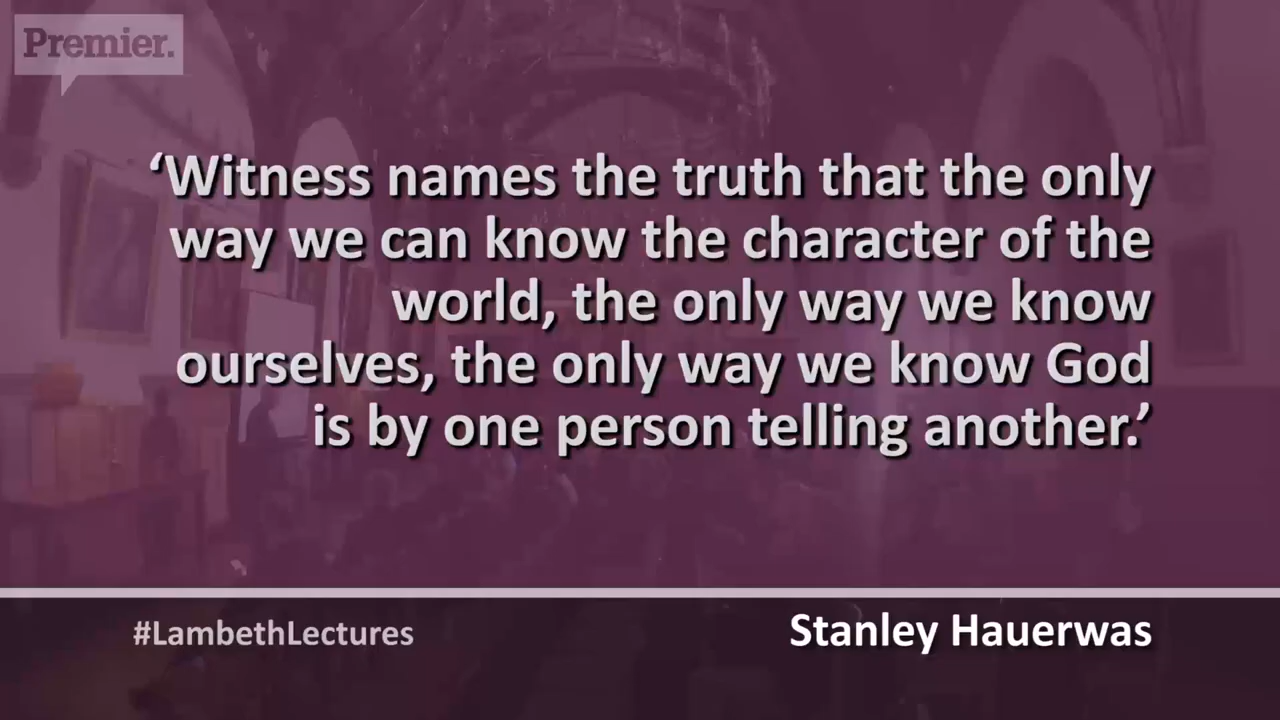 Premier.
‘Witness names the truth that the only
way we can know the character of the
world, the only way we know
ourselves, the only way we know God
is by one person telling another.’
#LambethLectures
Stanley Hauerwas